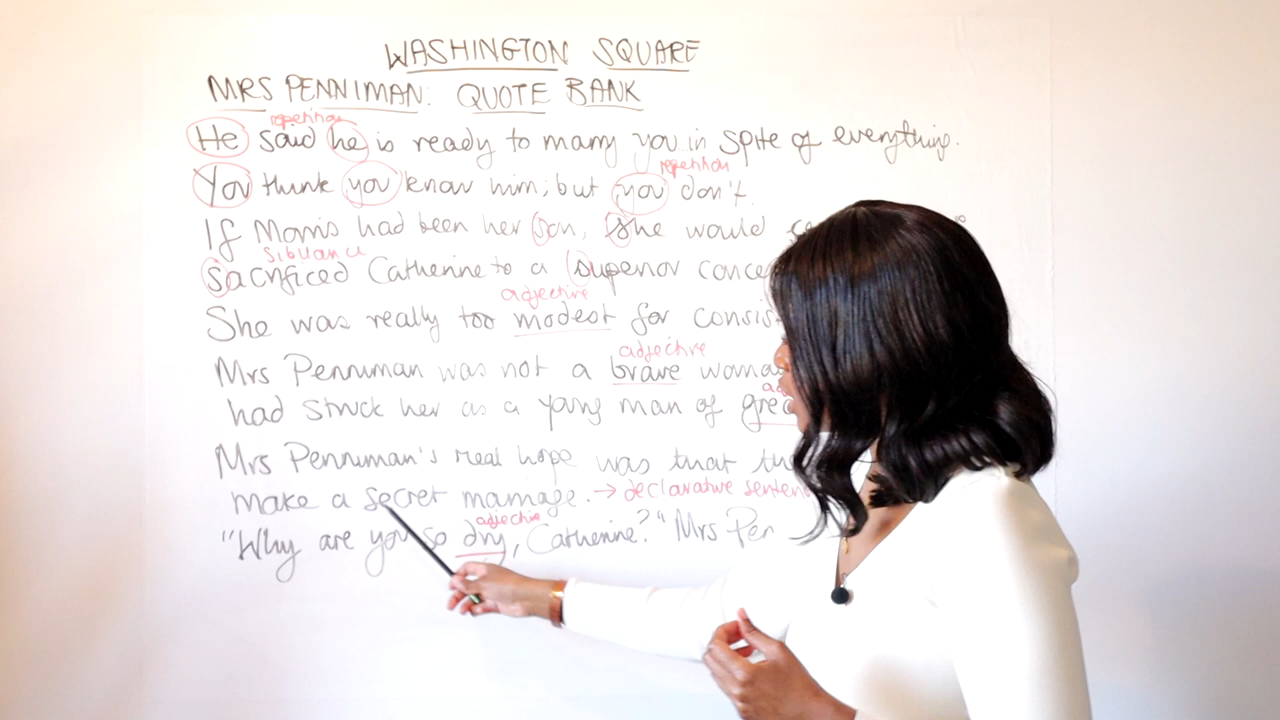 WASHINGTON SQUARE
MRS PENNIMAN: QUOTE BANK
repetition
He said he is ready to marry you in spite of everything.
repetition
You think you know him; but you don't.
If Morris had been her son, she would
sibilance
sacrificed Catherine to a superior conce
adjective
She was really too modest for consis
adjective
Mrs Penniman was not a brave woma
had struck her as a young man of grea
Mrs Penniman's real hope was that th
make a secret marriage. → declarative senten
adjective
"Why are you so dry, Catherine?" Mrs Pen